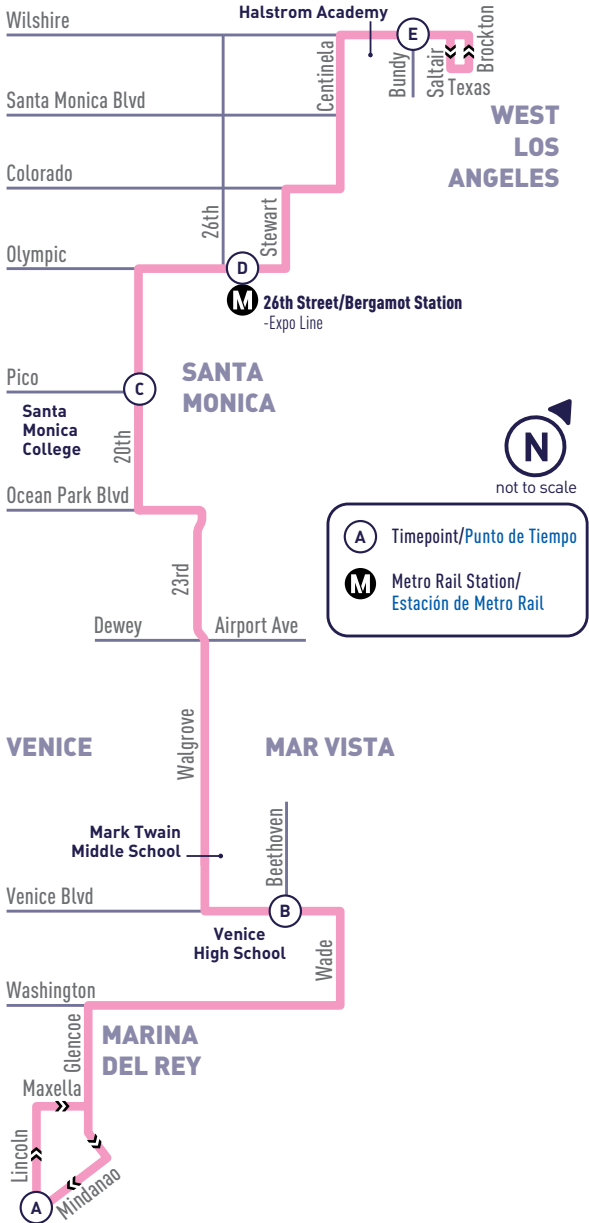 Halstrom Academy
Wilshire
E
Centinela
Bundy
Saltair
Brockton
Texas
Santa Monica Blvd
WEST
LOS
ANGELES
Colorado
26th
Stewart
Olympic
D
M
26th Street/Bergamot Station
-Expo Line
Pico
C
SANTA
MONICA
Santa
Monica
College
20th
N
not to scale
Ocean Park Blvd
A
Timepoint/Punto de Tiempo
M
Metro Rail Station/
Estación de Metro Rail
23rd
Dewey
Airport Ave
VENICE
Walgrove
MAR VISTA
Mark Twain
Middle School
Beethoven
Venice Blvd
B
Venice
High School
Wade
Washington
Glencoe
MARINA
DEL REY
Maxella
Lincoln
Mindanao
A